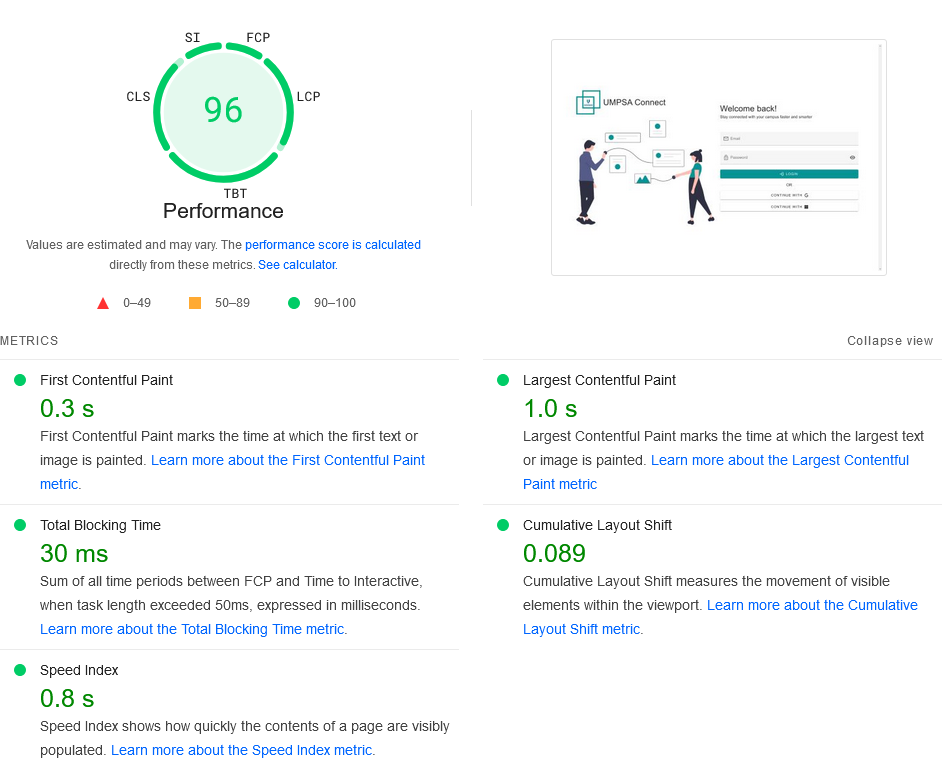 SI
FCP
CLS
LCP
96
TBT
Performance
Values are estimated and may vary. The performance score is calculated
directly from these metrics. See calculator.
0–49
50–89
90–100
UMPSA Connect
Welcome back!
Stay connected with your campus faster and smarter
Email
Password
LOGIN
OR
CONTINUE WITH
CONTINUE WITH
METRICS
Collapse view
First Contentful Paint
0.3 s
First Contentful Paint marks the time at which the first text or
image is painted. Learn more about the First Contentful Paint
metric.
Largest Contentful Paint
1.0 s
Largest Contentful Paint marks the time at which the largest text
or image is painted. Learn more about the Largest Contentful
Paint metric
Total Blocking Time
30 ms
Sum of all time periods between FCP and Time to Interactive,
when task length exceeded 50ms, expressed in milliseconds.
Learn more about the Total Blocking Time metric.
Cumulative Layout Shift
0.089
Cumulative Layout Shift measures the movement of visible
elements within the viewport. Learn more about the Cumulative
Layout Shift metric.
Speed Index
0.8 s
Speed Index shows how quickly the contents of a page are visibly
populated. Learn more about the Speed Index metric.